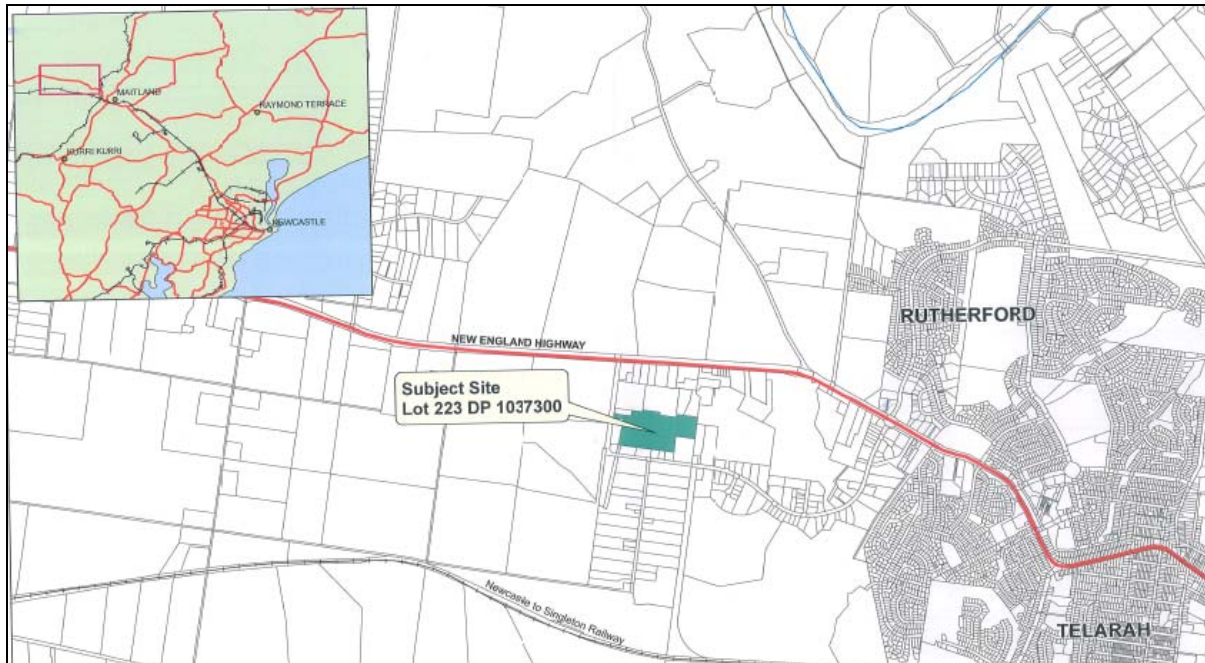 MAITLAND
RAYMOND TERRACE
KURRI KURRI
NEWCASTLE
RUTHERFORD
NEW ENGLAND HIGHWAY
Subject Site
Lot 223 DP 1037300
Newcastle to Singleton Railway
TELARAH